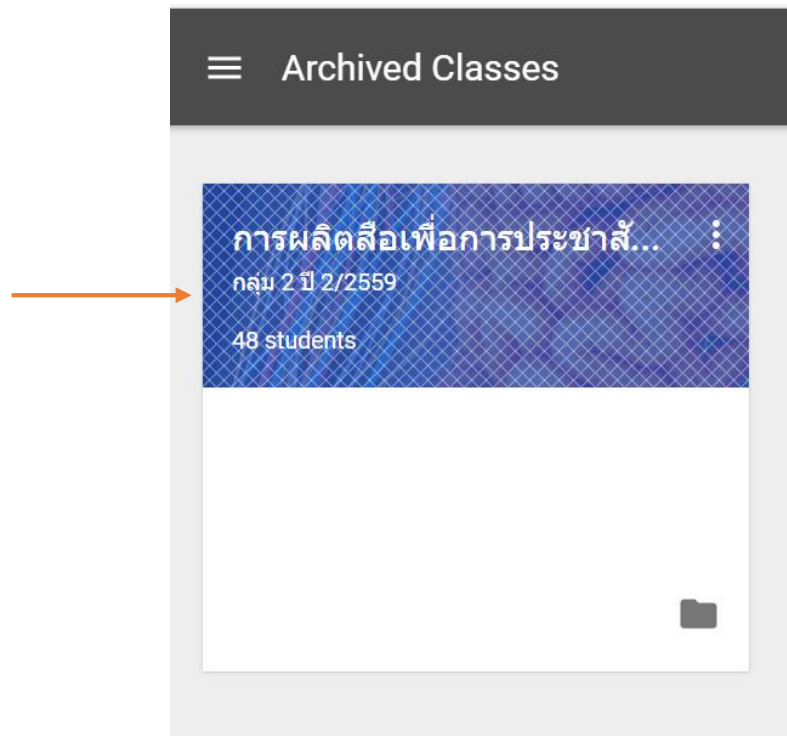 Archived Classes
การผลิตสื่อเพื่อการประชาสั...
กลุ่ม 2 ปี 2/2559
48 students